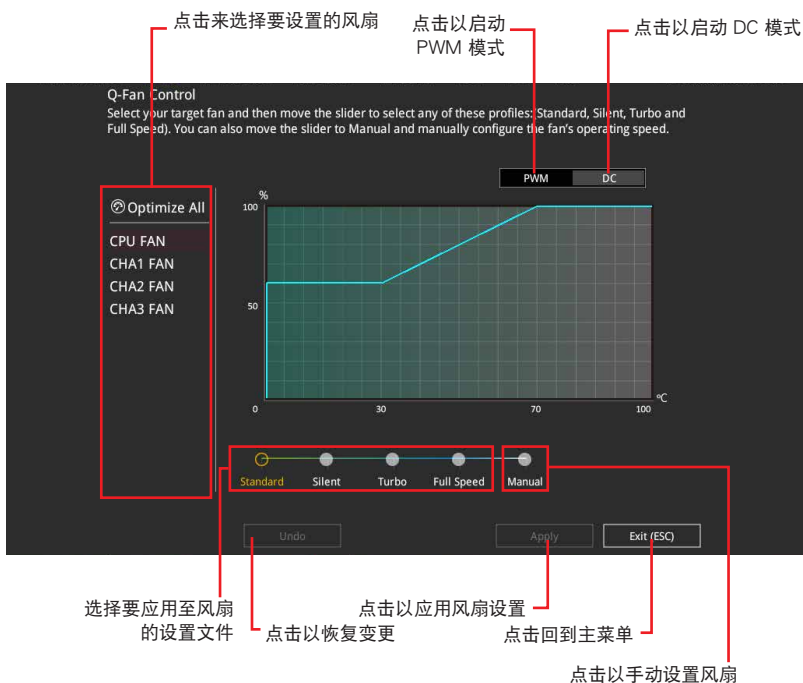 点击来选择要设置的风扇
点击以启动
PWM 模式
点击以启动 DC 模式
Q-Fan Control
Select your target fan and then move the slider to select any of these profiles:(Standard, Silent, Turbo and
Full Speed). You can also move the slider to Manual and manually configure the fan's operating speed.
PWM
DC
Optimize All
CPU FAN
CHA1 FAN
CHA2 FAN
CHA3 FAN
%
100
50
0
30
70
100
ºC
Standard
Silent
Turbo
Full Speed
Manual
Undo
Apply
Exit (ESC)
选择要应用至风扇
的设置文件
点击以恢复变更
点击以应用风扇设置
点击回到主菜单
点击以手动设置风扇